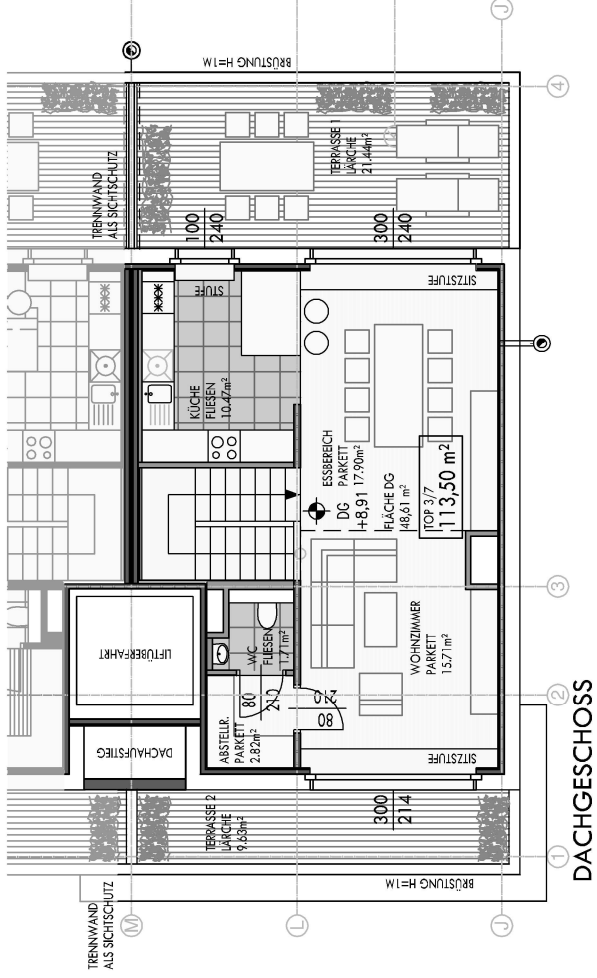 BRÜSTUNG H=1M
J
4
TRENNWAND
ALS SICHTSCHUTZ
TERRASSE 1
LÄRCHE
21.44m²
100
240
300
240
STUFE
SITZSTUFE
KÜCHE
FLIESEN
10.47m²
ESSBEREICH
PARKETT
17.90m²
DG
+8,91
FLÄCHE DG
48,61 m²
TOP 3/7
113,50 m²
3
LIFTÜBERFAHRT
WC
FLIESEN
1.71m²
WOHNZIMMER
PARKETT
15.71m²
80
210
80
210
2
ABSTELLR.
PARKETT
2.82m²
DACHAUFSTIEG
SITZSTUFE
TERRASSE 2
LÄRCHE
9.63m²
300
214
1
BRÜSTUNG H=1M
TRENNWAND
ALS SICHTSCHUTZ
M
L
J
DACHGESCHOSS